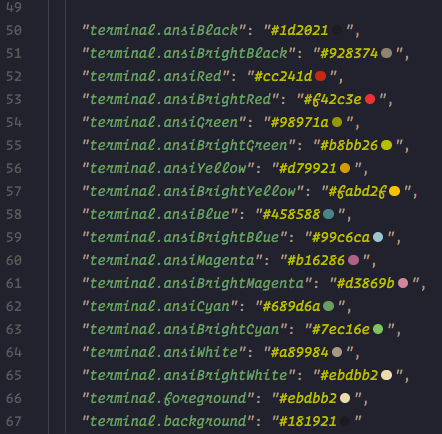 49
50 "terminal.ansiBlack": "#1d2021",
51 "terminal.ansiBrightBlack": "#928374",
52 "terminal.ansiRed": "#cc241d",
53 "terminal.ansiBrightRed": "#f42c3e",
54 "terminal.ansiGreen": "#98971a",
55 "terminal.ansiBrightGreen": "#b8bb26",
56 "terminal.ansiYellow": "#d79921",
57 "terminal.ansiBrightYellow": "#fabd2f",
58 "terminal.ansiBlue": "#458588",
59 "terminal.ansiBrightBlue": "#99c6ca",
60 "terminal.ansiMagenta": "#b16286",
61 "terminal.ansiBrightMagenta": "#d3869b",
62 "terminal.ansiCyan": "#689d6a",
63 "terminal.ansiBrightCyan": "#7ec16e",
64 "terminal.ansiWhite": "#a89984",
65 "terminal.ansiBrightWhite": "#ebdbb2",
66 "terminal.foreground": "#ebdbb2",
67 "terminal.background": "#181921"